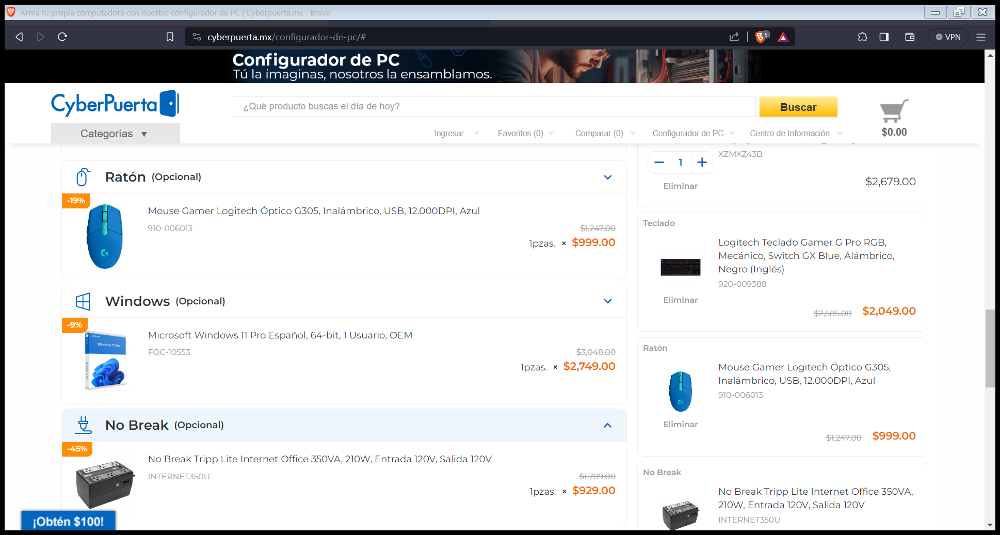 Arma tu propia computadora con nuestro configurador de PC | Cyberpuerta.mx - Brave
cyberpuerta.mx/configurador-de-pc/#
5
VPN
Configurador de PC
Tú la imaginas, nosotros la ensamblamos.
CyberPuerta
¿Qué producto buscas el día de hoy?
Buscar
Categorías ▼
Ingresar
Favoritos (0)
Comparar (0)
Configurador de PC
Centro de Información
$0.00
Ratón (Opcional)
-19%
Mouse Gamer Logitech Óptico G305, Inalámbrico, USB, 12.000DPI, Azul
910-006013
$1,247.00
1pzas. × $999.00
Windows (Opcional)
-9%
Windows 11 Pro
Microsoft Windows 11 Pro Español, 64-bit, 1 Usuario, OEM
FQC-10553
$3,048.00
1pzas. × $2,749.00
No Break (Opcional)
-45%
No Break Tripp Lite Internet Office 350VA, 210W, Entrada 120V, Salida 120V
INTERNET350U
$1,709.00
1pzas. × $929.00
¡Obtén $100!
XZMXZ43B
− 1 +
Eliminar
$2,679.00
Teclado
Logitech Teclado Gamer G Pro RGB,
Mecánico, Switch GX Blue, Alámbrico,
Negro (Inglés)
920-009388
Eliminar
$2,585.00 $2,049.00
Ratón
Mouse Gamer Logitech Óptico G305,
Inalámbrico, USB, 12.000DPI, Azul
910-006013
Eliminar
$1,247.00 $999.00
No Break
No Break Tripp Lite Internet Office 350VA,
210W, Entrada 120V, Salida 120V
INTERNET350U